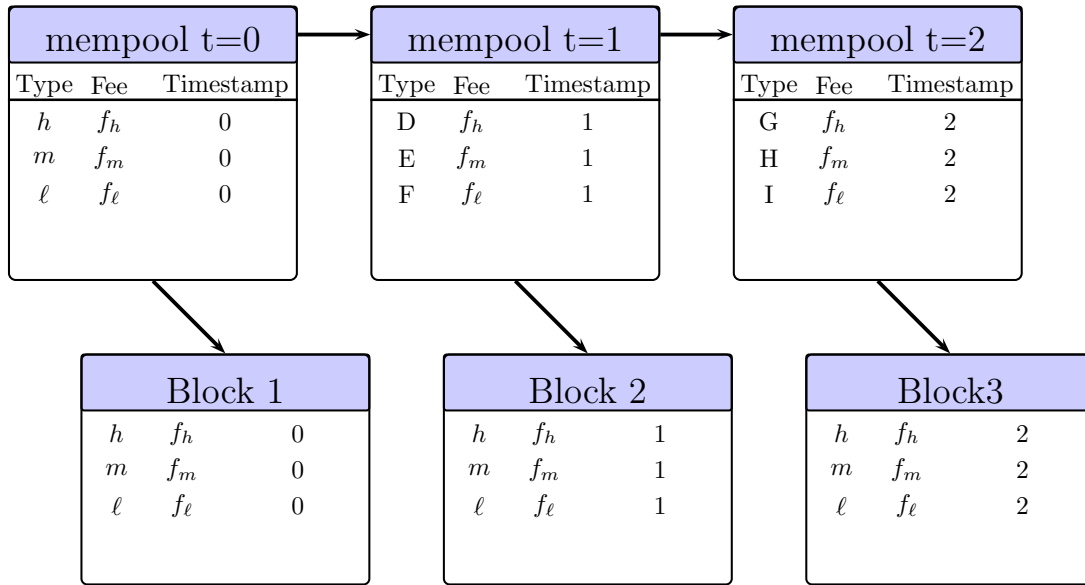 mempool t=0
Type Fee Timestamp
h f_h 0
m f_m 0
ℓ f_ℓ 0
mempool t=1
Type Fee Timestamp
D f_h 1
E f_m 1
F f_ℓ 1
mempool t=2
Type Fee Timestamp
G f_h 2
H f_m 2
I f_ℓ 2
Block 1
h f_h 0
m f_m 0
ℓ f_ℓ 0
Block 2
h f_h 1
m f_m 1
ℓ f_ℓ 1
Block3
h f_h 2
m f_m 2
ℓ f_ℓ 2